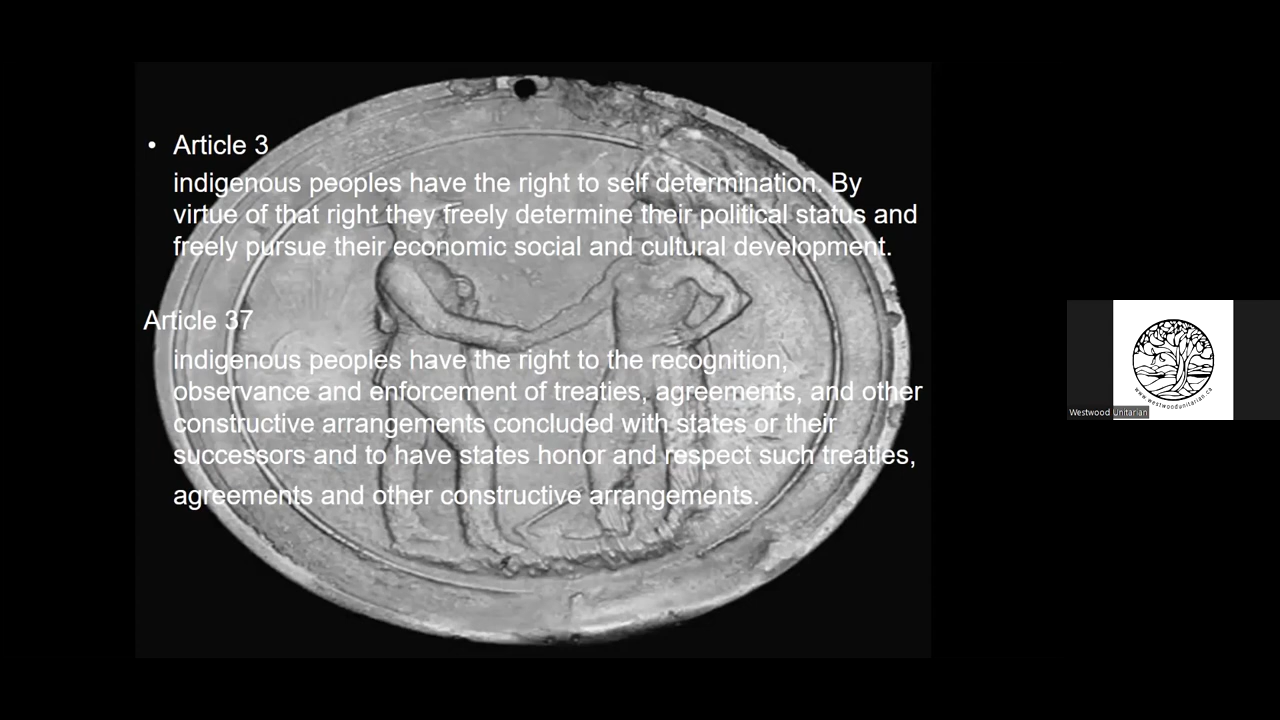 • Article 3
indigenous peoples have the right to self determination. By
virtue of that right they freely determine their political status and
freely pursue their economic social and cultural development.
Article 37
indigenous peoples have the right to the recognition,
observance and enforcement of treaties, agreements, and other
constructive arrangements concluded with states or their
successors and to have states honor and respect such treaties,
agreements and other constructive arrangements.
www.westwoodunitarian.ca
Westwood Unitarian